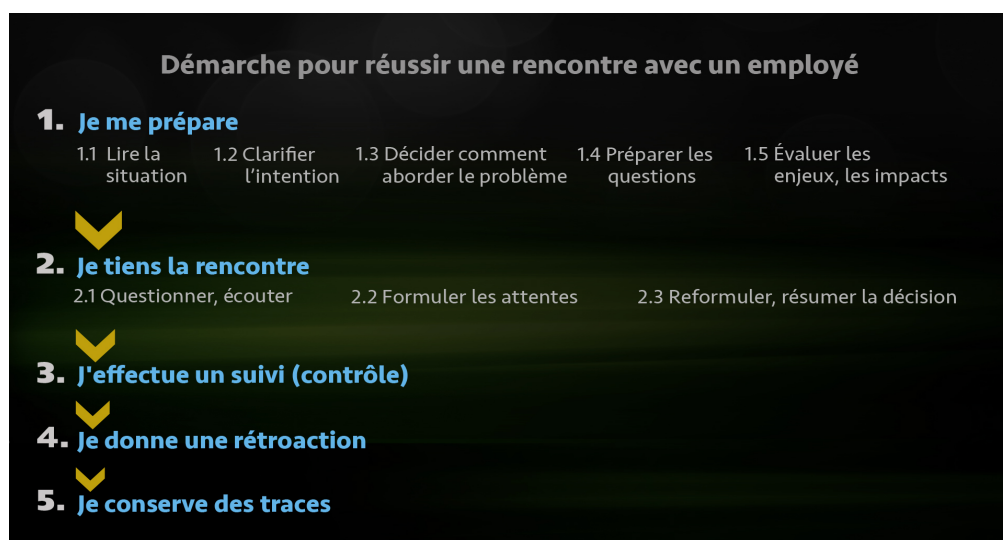 Démarche pour réussir une rencontre avec un employé
1. Je me prépare
1.1 Lire la situation
1.2 Clarifier l'intention
1.3 Décider comment aborder le problème
1.4 Préparer les questions
1.5 Évaluer les enjeux, les impacts
2. Je tiens la rencontre
2.1 Questionner, écouter
2.2 Formuler les attentes
2.3 Reformuler, résumer la décision
3. J'effectue un suivi (contrôle)
4. Je donne une rétroaction
5. Je conserve des traces